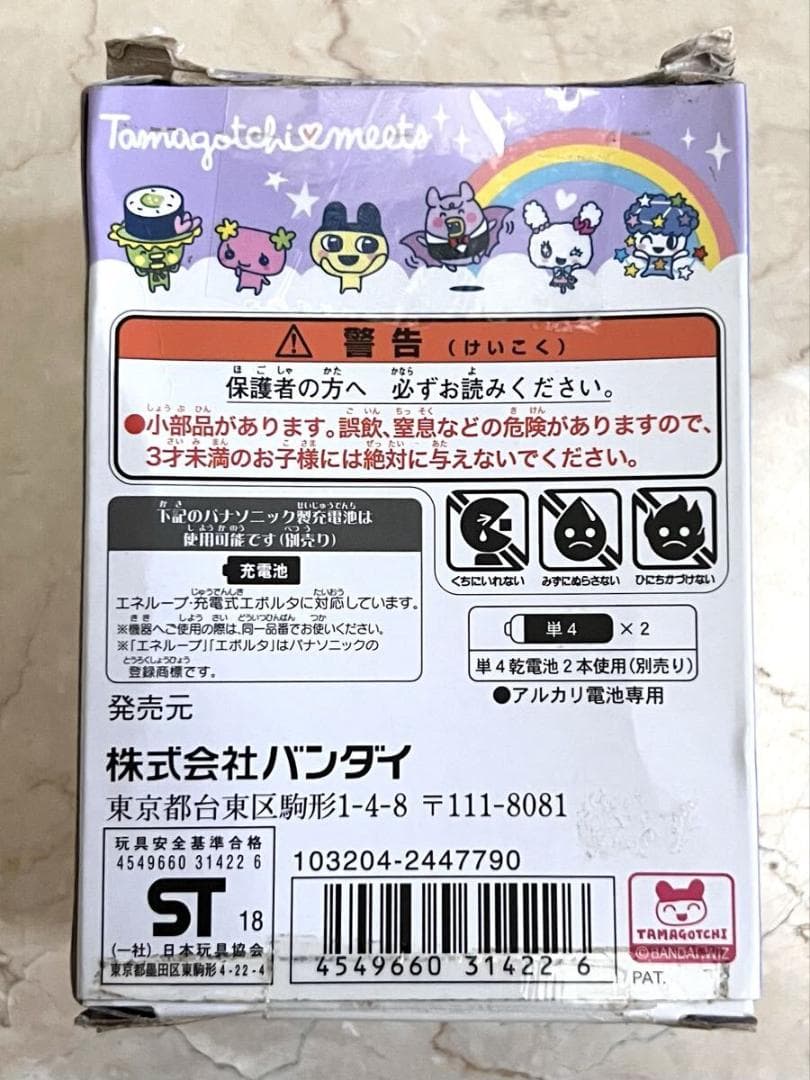 Tamagotchi♡meets
警告 (けいこく)
保護者の方へ 必ずお読みください。
●小部品があります。誤飲、窒息などの危険がありますので、
3才未満のお子様には絶対に与えないでください。
下記のパナソニック製充電池は
使用可能です(別売り)
充電池
エネループ・充電式エボルタに対応しています。
※機器へご使用の際は、同一品番でお使いください。
※「エネループ」「エボルタ」はパナソニックの
登録商標です。
くちにいれない
みずにぬらさない
ひにちかづけない
単4 ×2
単4乾電池2本使用(別売り)
●アルカリ電池専用
発売元
株式会社バンダイ
東京都台東区駒形1-4-8 〒111-8081
玩具安全基準合格
4549660 31422 6
ST 18
(一社) 日本玩具協会
東京都墨田区東駒形4-22-4
103204-2447790
4549660 314226
TAMAGOTCHI
©BANDAI,WIZ
PAT.